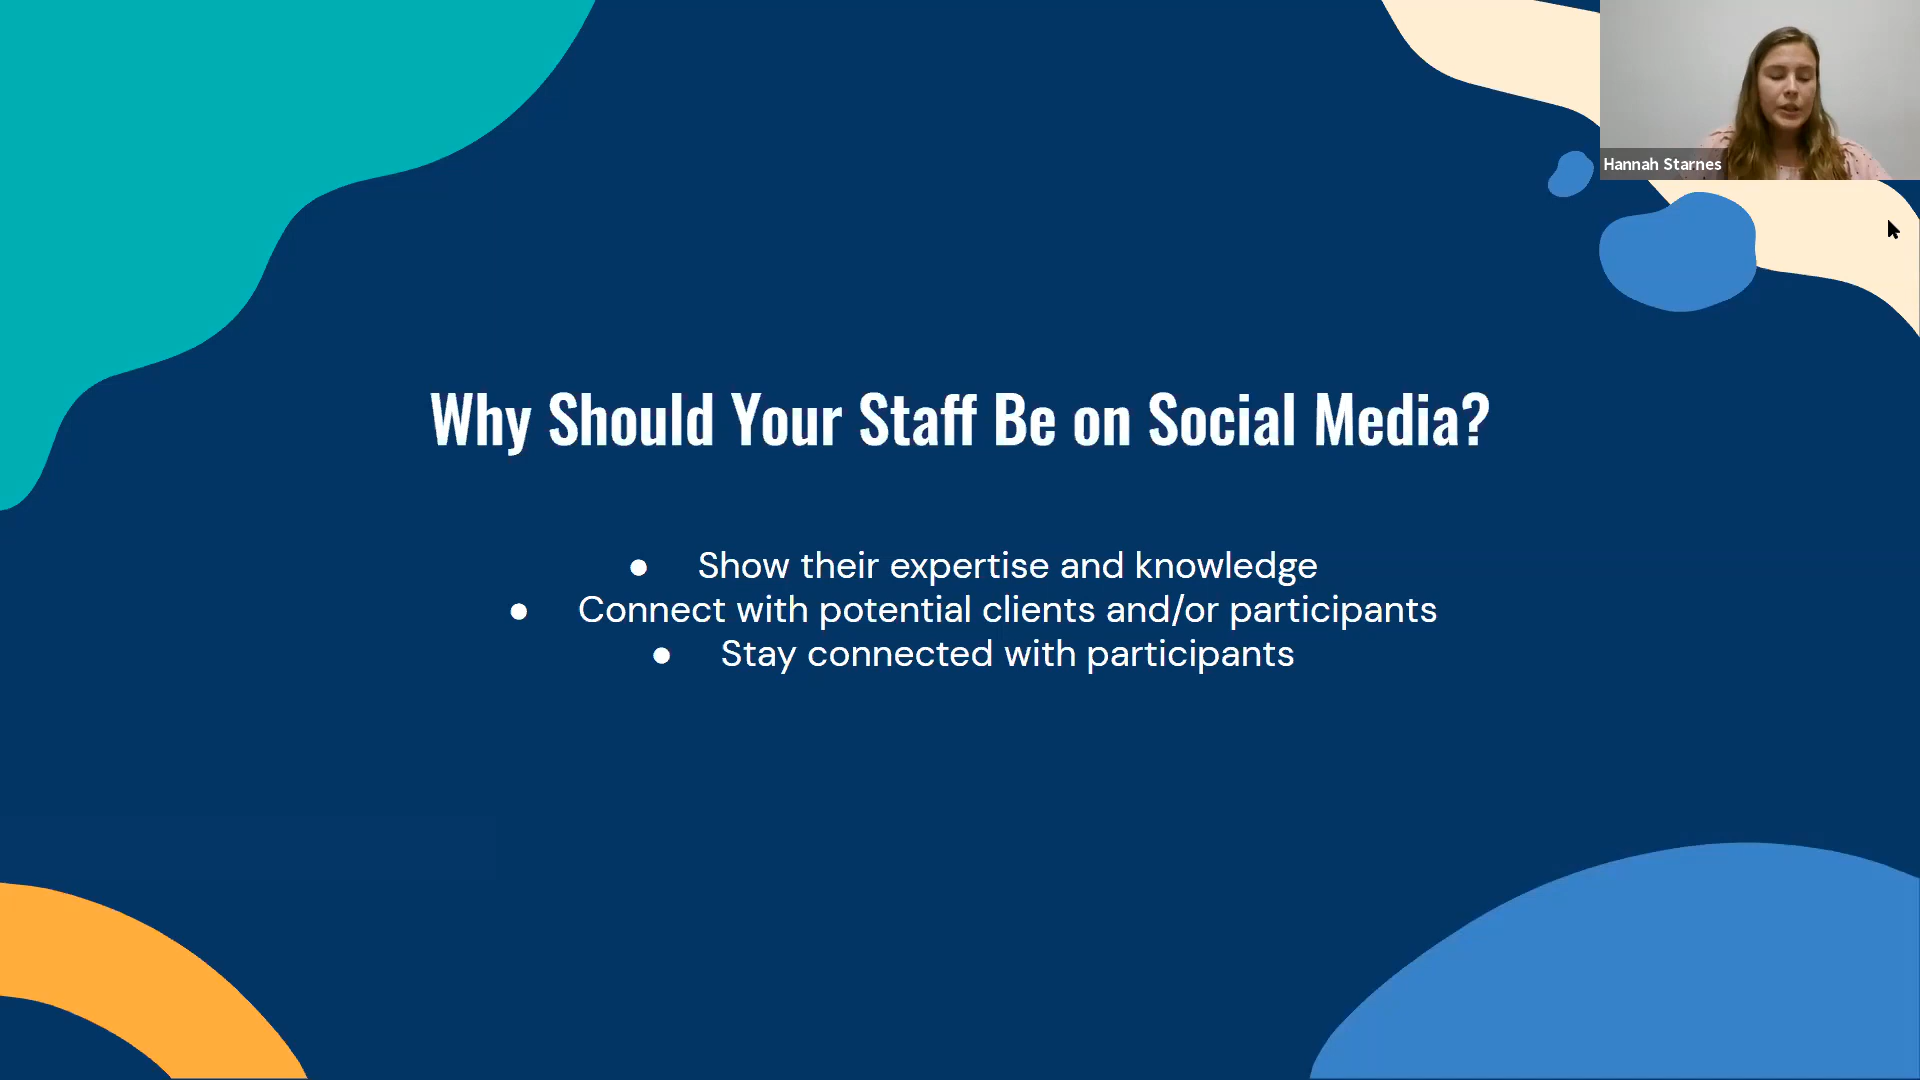 Hannah Starnes
Why Should Your Staff Be on Social Media?
● Show their expertise and knowledge
● Connect with potential clients and/or participants
● Stay connected with participants